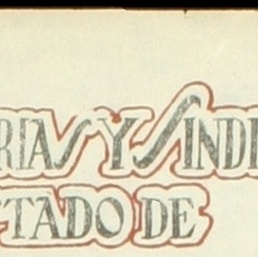 RIAS Y SINDI
TADO DE